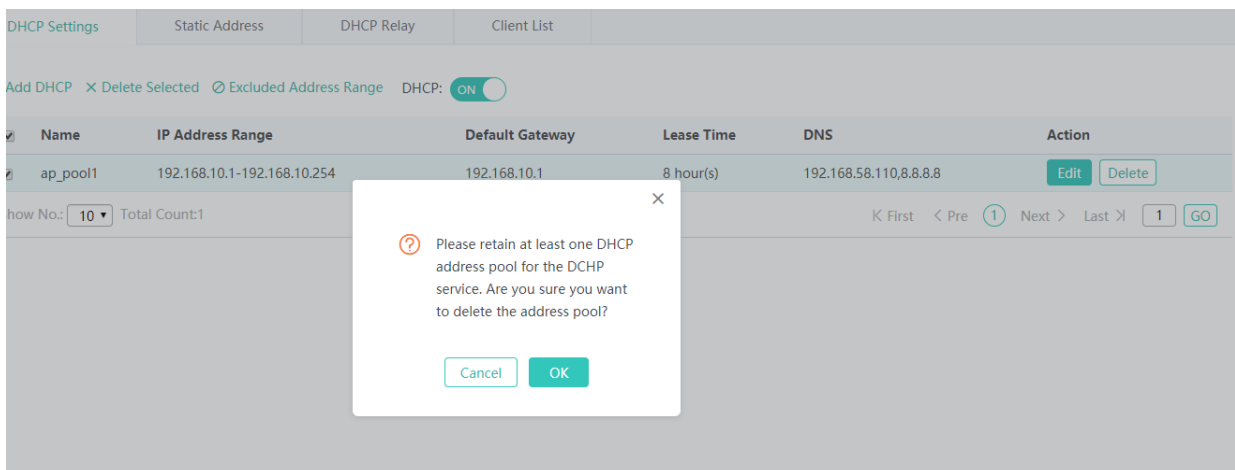 DHCP Settings Static Address DHCP Relay Client List
Add DHCP Delete Selected Excluded Address Range DHCP: ON
Name IP Address Range Default Gateway Lease Time DNS Action
ap_pool1 192.168.10.1-192.168.10.254 192.168.10.1 8 hour(s) 192.168.58.110,8.8.8.8 Edit Delete
how No.: 10 Total Count:1 First < Pre 1 Next > Last 1 GO
Please retain at least one DHCP
address pool for the DCHP
service. Are you sure you want
to delete the address pool?
Cancel OK